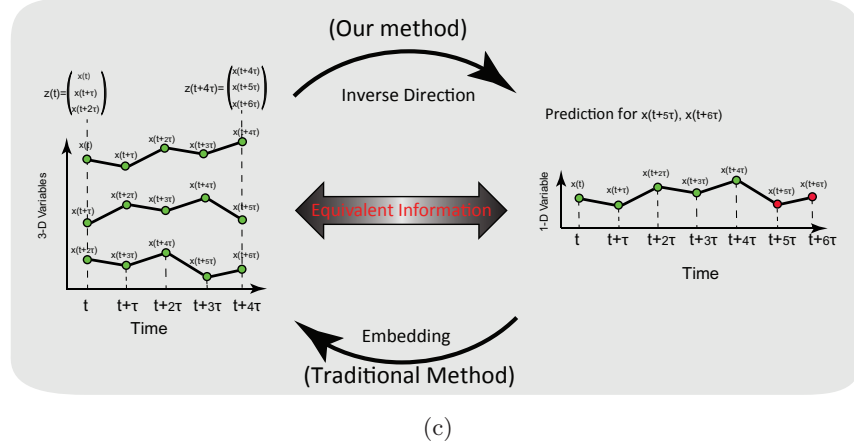 (Our method)
Inverse Direction
z(t)=
x(t)
x(t+τ)
x(t+2τ)
z(t+4τ)=
x(t+4τ)
x(t+5τ)
x(t+6τ)
3-D Variables
x(t) x(t+τ) x(t+2τ) x(t+3τ) x(t+4τ)
x(t+τ) x(t+2τ) x(t+3τ) x(t+4τ) x(t+5τ)
x(t+2τ) x(t+3τ) x(t+4τ) x(t+5τ) x(t+6τ)
t t+τ t+2τ t+3τ t+4τ
Time
Equivalent Information
Prediction for x(t+5τ), x(t+6τ)
1-D Variable
x(t) x(t+τ) x(t+2τ) x(t+3τ) x(t+4τ) x(t+5τ) x(t+6τ)
t t+τ t+2τ t+3τ t+4τ t+5τ t+6τ
Time
Embedding
(Traditional Method)
(c)